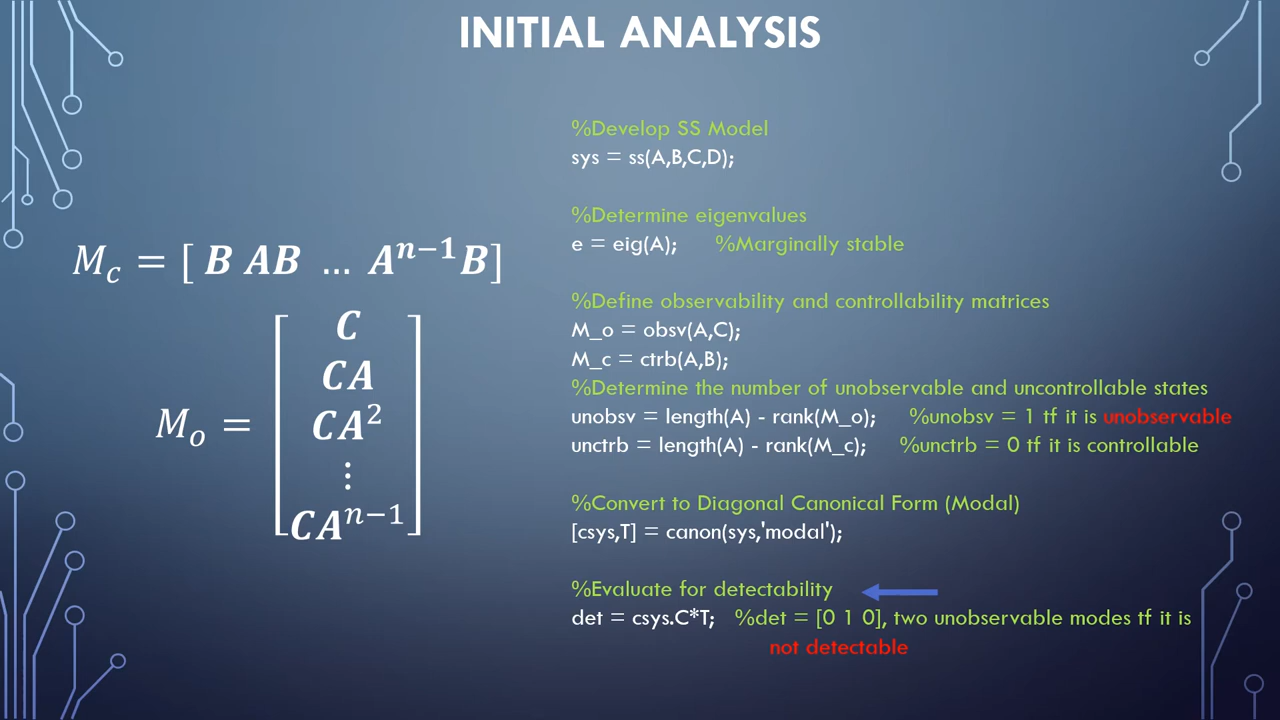 INITIAL ANALYSIS
M_c = [ B AB … A^{n−1}B]
M_o = [
C
CA
CA^2
⋮
CA^{n−1}
]
%Develop SS Model
sys = ss(A,B,C,D);
%Determine eigenvalues
e = eig(A); %Marginally stable
%Define observability and controllability matrices
M_o = obsv(A,C);
M_c = ctrb(A,B);
%Determine the number of unobservable and uncontrollable states
unobsv = length(A) - rank(M_o); %unobsv = 1 tf it is unobservable
unctrb = length(A) - rank(M_c); %unctrb = 0 tf it is controllable
%Convert to Diagonal Canonical Form (Modal)
[csys,T] = canon(sys,'modal');
%Evaluate for detectability
det = csys.C*T; %det = [0 1 0], two unobservable modes tf it is
not detectable